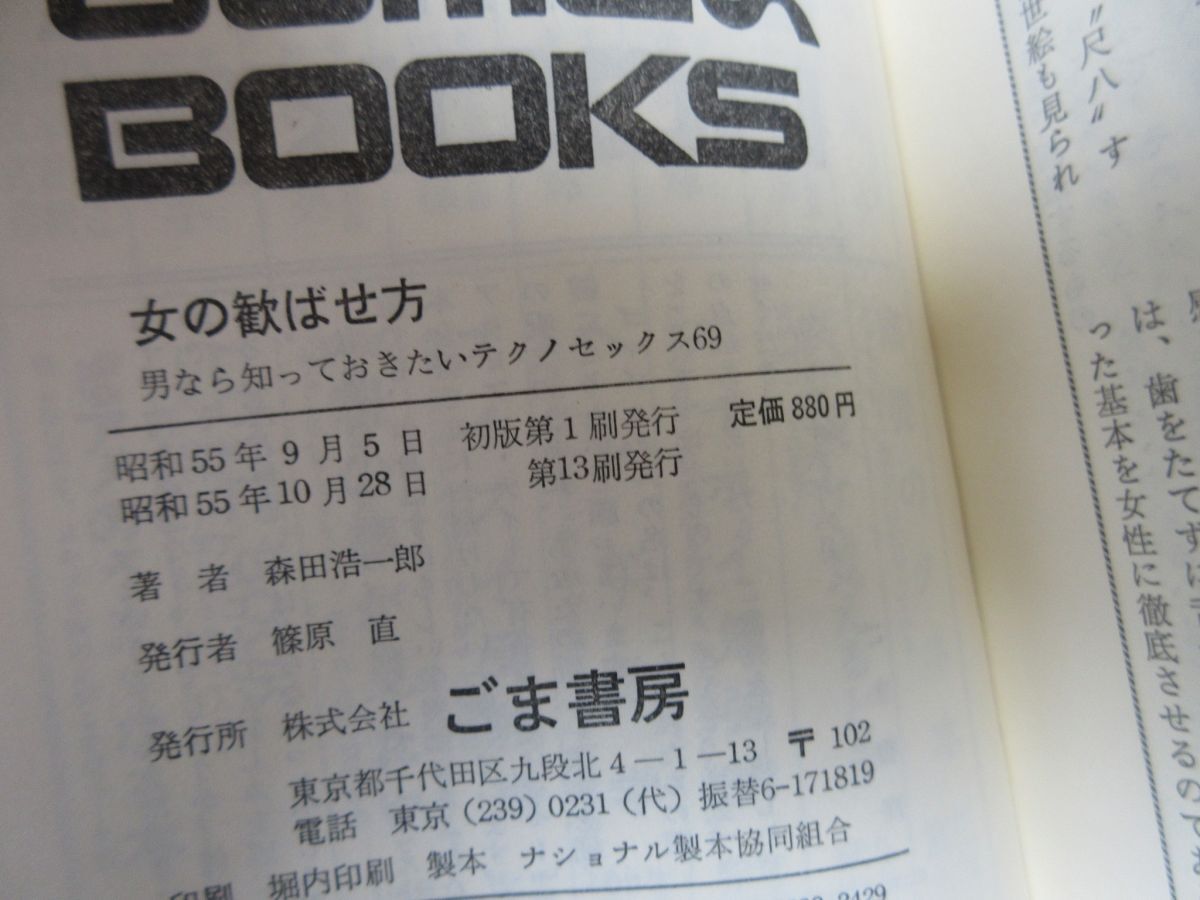 BOOKS
女の歓ばせ方
男なら知っておきたいテクノセックス69
昭和55年9月5日 初版第1刷発行 定価880円
昭和55年10月28日 第13刷発行
著者 森田浩一郎
発行者 篠原 直
発行所 株式会社 ごま書房
東京都千代田区九段北4-1-13 〒102
電話 東京(239)0231(代) 振替6-171819
印刷 堀内印刷 製本 ナショナル製本協同組合
2429
〝尺八〟す
世絵も見られ
は、歯をたてずに
った基本を女性に徹底させるので